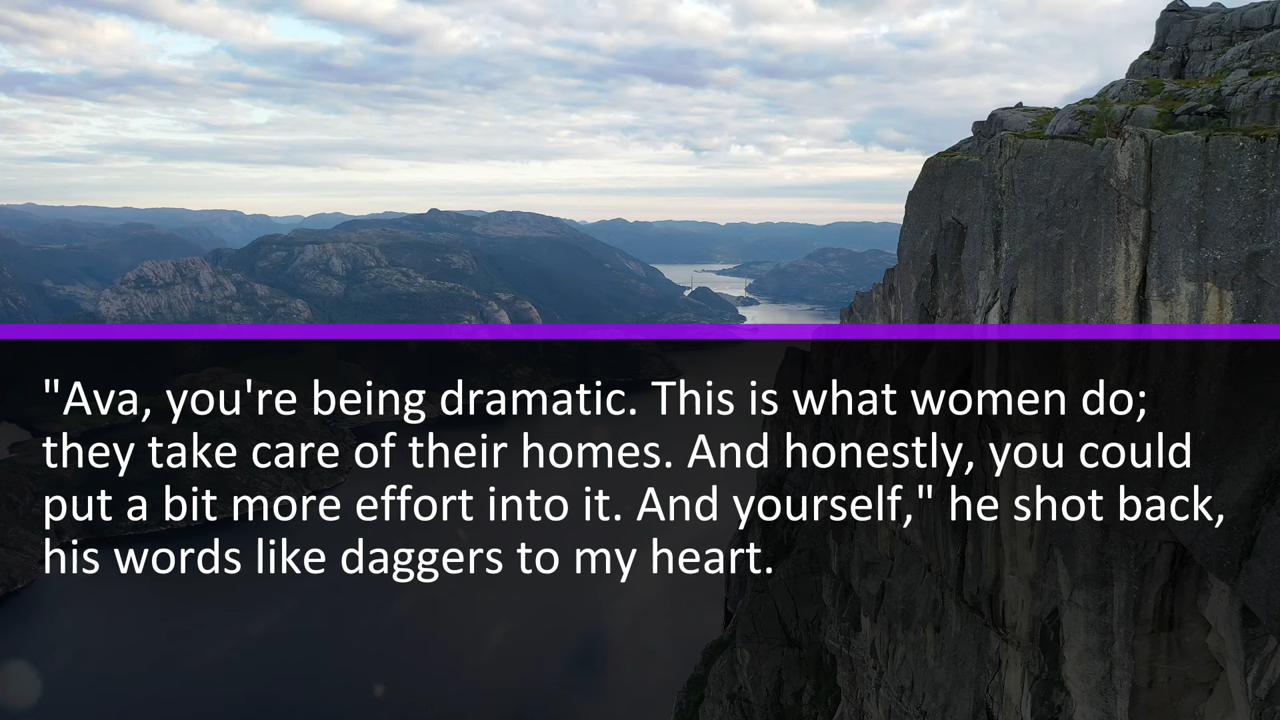 "Ava, you're being dramatic. This is what women do;
they take care of their homes. And honestly, you could
put a bit more effort into it. And yourself," he shot back,
his words like daggers to my heart.